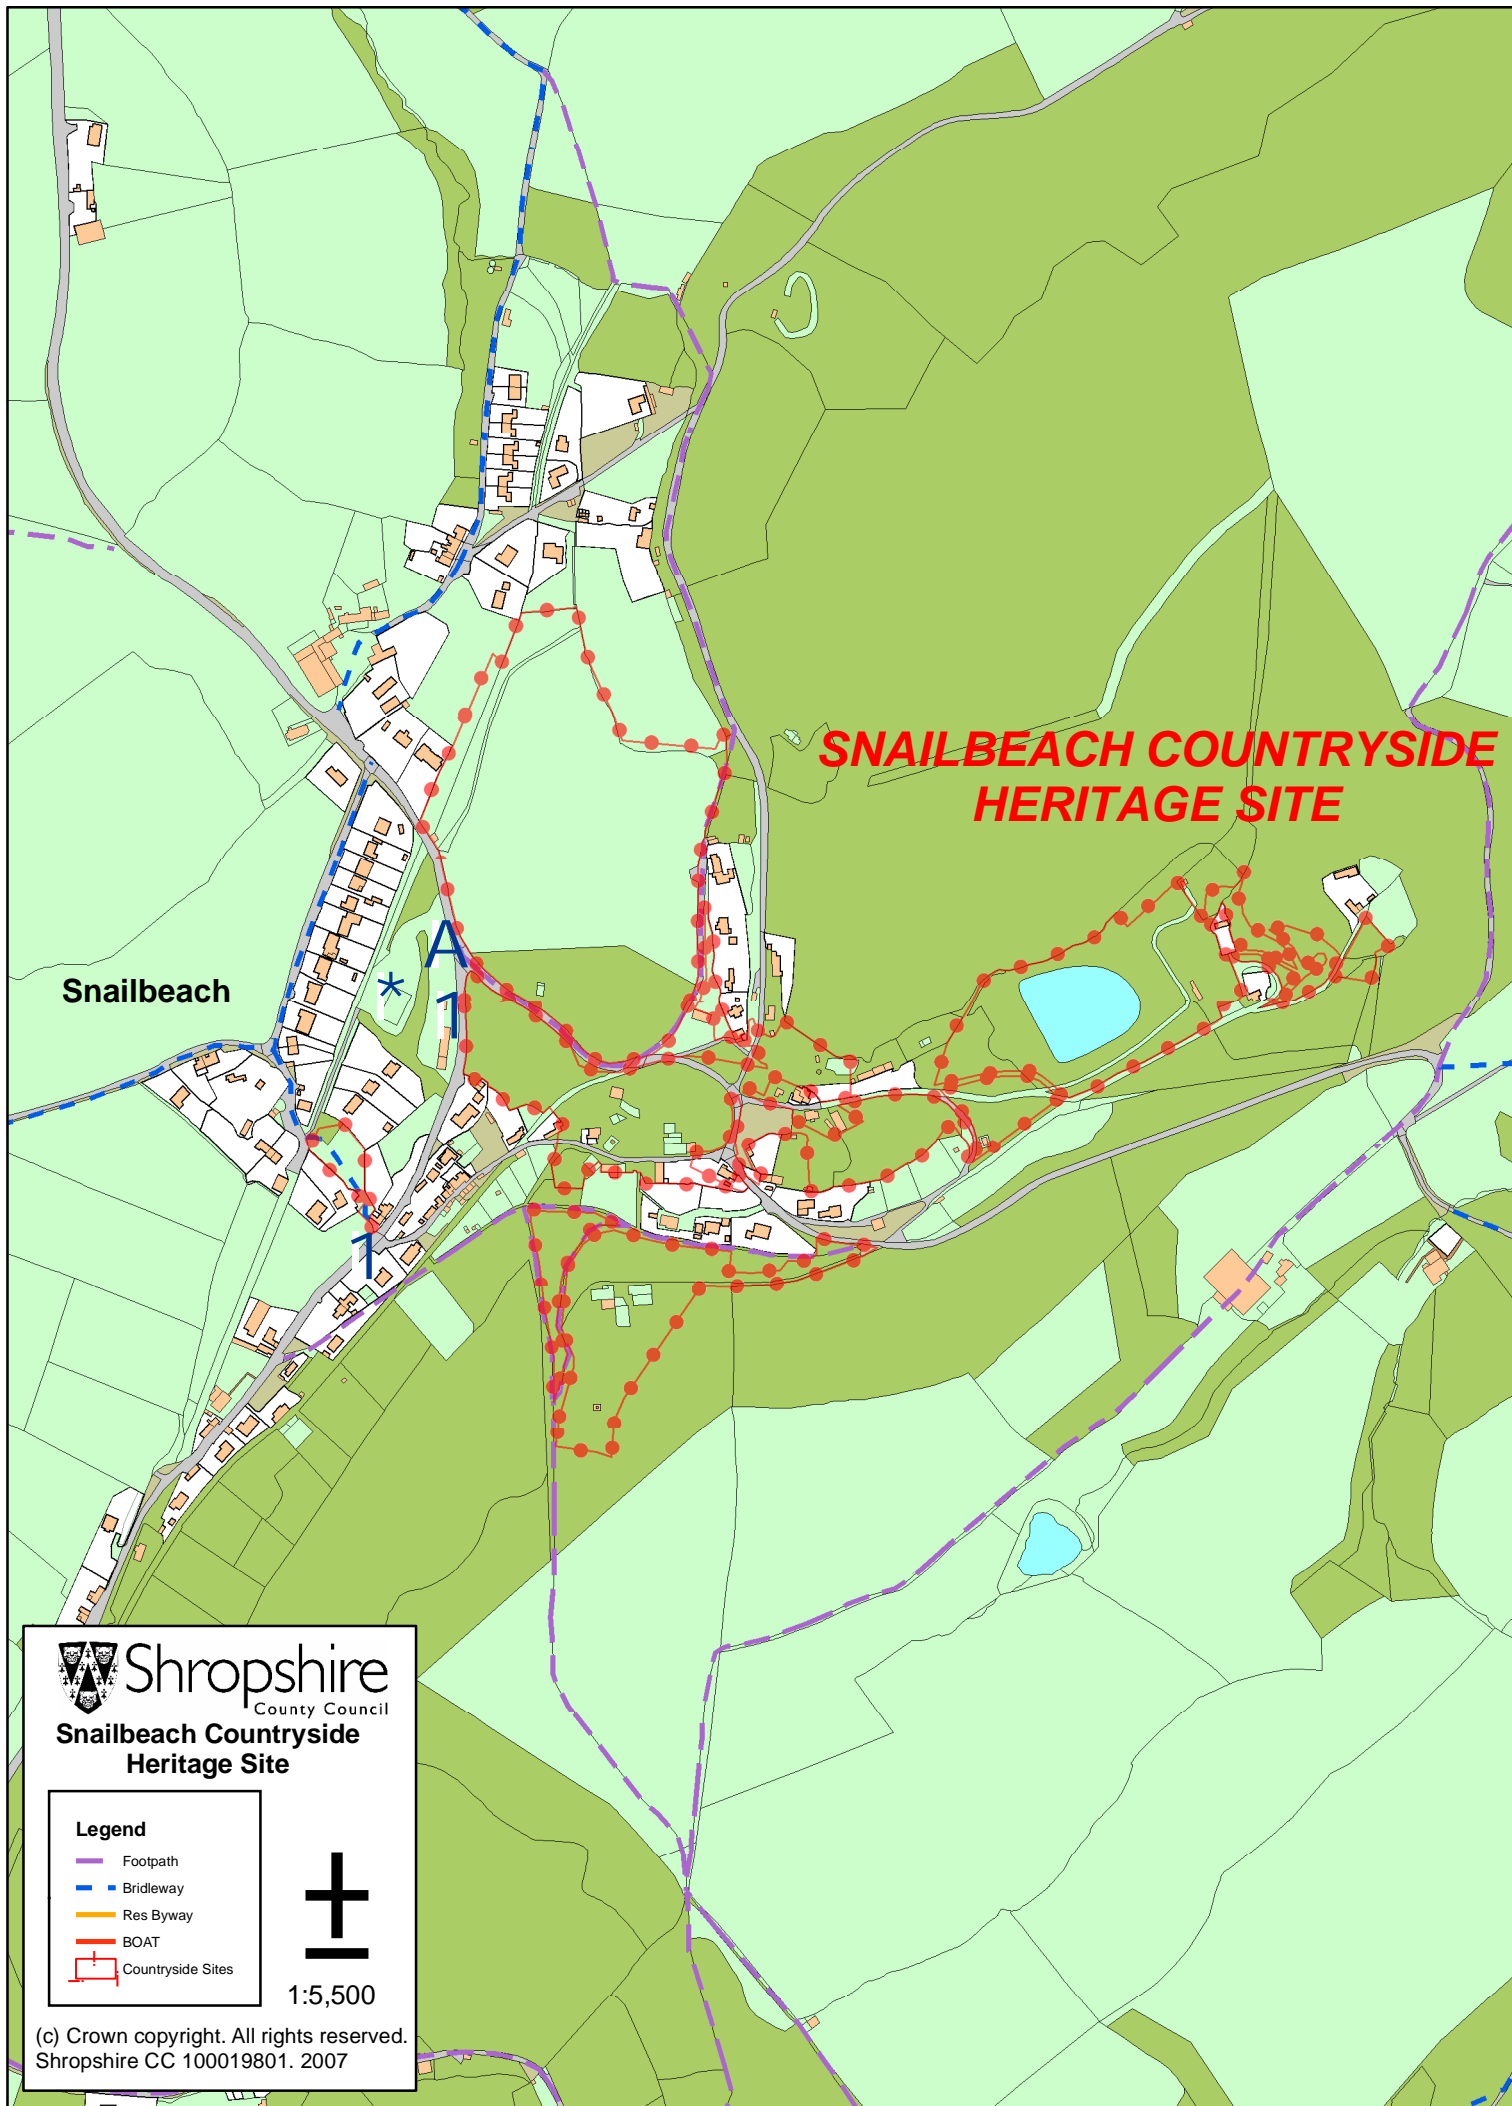 SNAILBEACH COUNTRYSIDE
HERITAGE SITE
A
*
1
Snailbeach
1
Shropshire
County Council
Snailbeach Countryside
Heritage Site
Legend
Footpath
Bridleway
Res Byway
BOAT
Countryside Sites
±
1:5,500
(c) Crown copyright. All rights reserved.
Shropshire CC 100019801. 2007